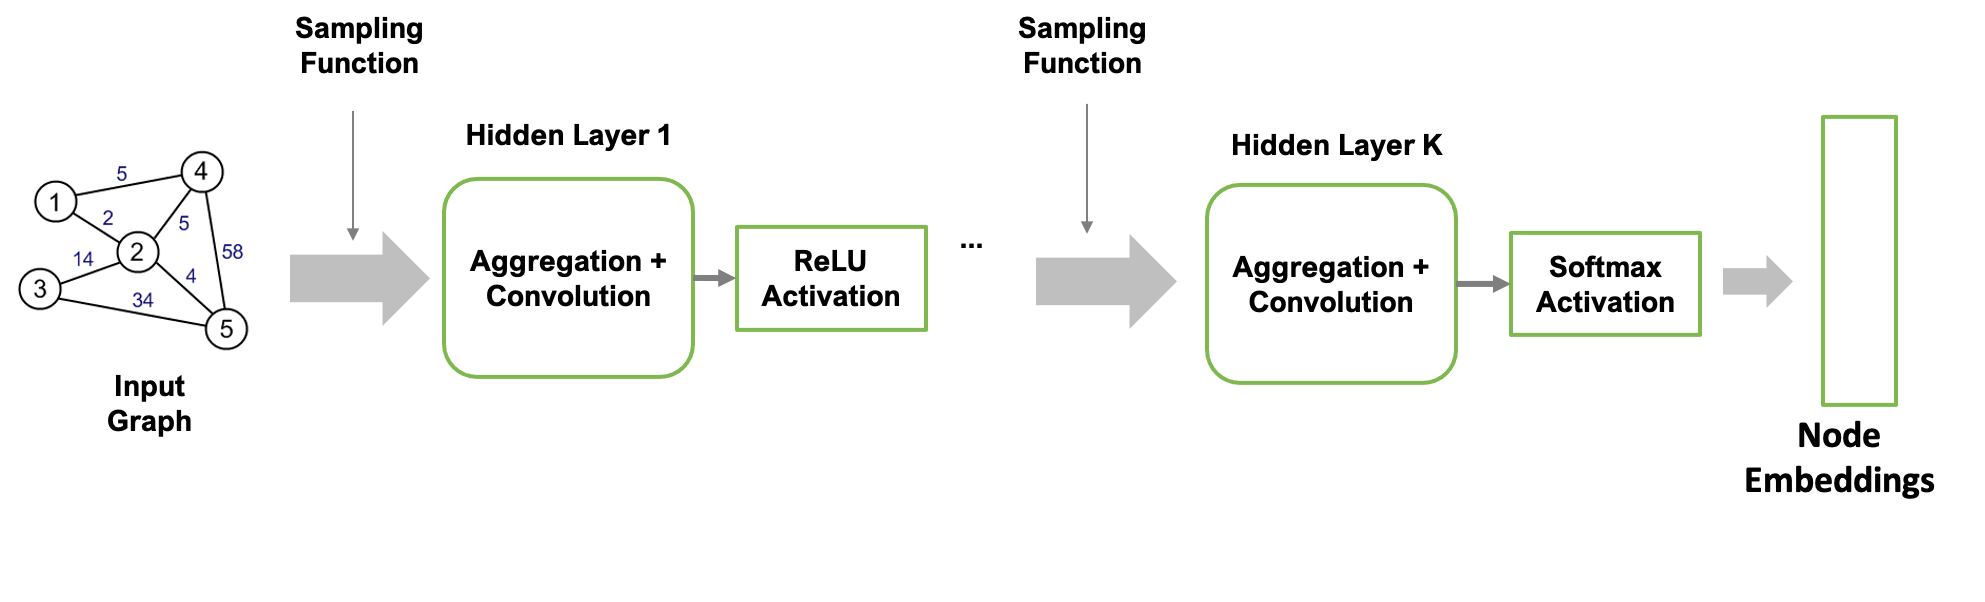 Sampling
Function
Sampling
Function
Hidden Layer 1
Hidden Layer K
5
4
1
2
5
2
58
14
4
3
34
5
Aggregation +
Convolution
ReLU
Activation
...
Aggregation +
Convolution
Softmax
Activation
Input
Graph
Node
Embeddings